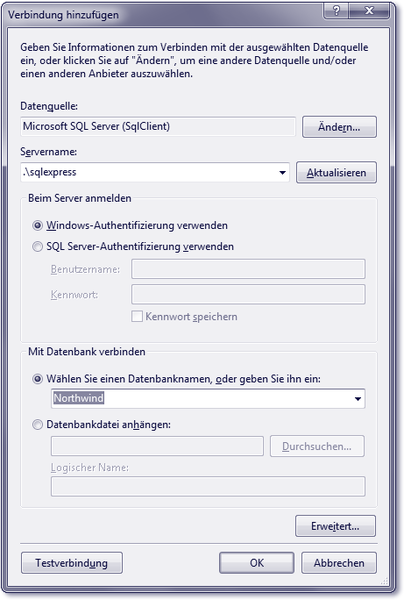 Verbindung hinzufügen
Geben Sie Informationen zum Verbinden mit der ausgewählten Datenquelle
ein, oder klicken Sie auf "Ändern", um eine andere Datenquelle und/oder
einen anderen Anbieter auszuwählen.
Datenquelle:
Microsoft SQL Server (SqlClient)
Ändern...
Servername:
.\sqlexpress
Aktualisieren
Beim Server anmelden
Windows-Authentifizierung verwenden
SQL Server-Authentifizierung verwenden
Benutzername:
Kennwort:
Kennwort speichern
Mit Datenbank verbinden
Wählen Sie einen Datenbanknamen, oder geben Sie ihn ein:
Northwind
Datenbankdatei anhängen:
Durchsuchen...
Logischer Name:
Erweitert...
Testverbindung
OK
Abbrechen